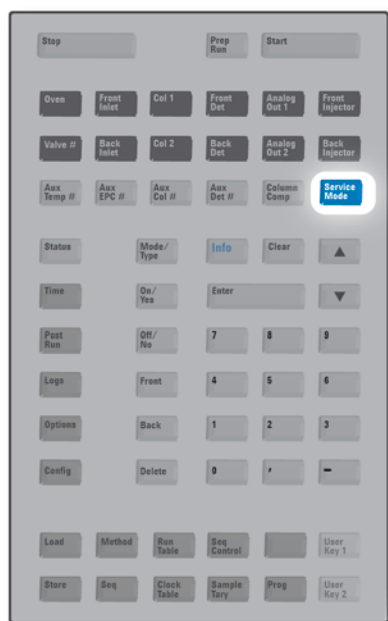 Stop Prep Run Start
Oven Front Inlet Col 1 Front Det Analog Out 1 Front Injector
Valve # Back Inlet Col 2 Back Det Analog Out 2 Back Injector
Aux Temp # Aux EPC # Aux Col # Aux Det # Column Comp Service Mode
Status Mode/ Type Info Clear ▲
Time On/ Yes Enter ▼
Post Run Off/ No 7 8 9
Logs Front 4 5 6
Options Back 1 2 3
Config Delete 0 , -
Load Method Run Table Seq Control User Key 1
Store Seq Clock Table Sample Tary Prog User Key 2